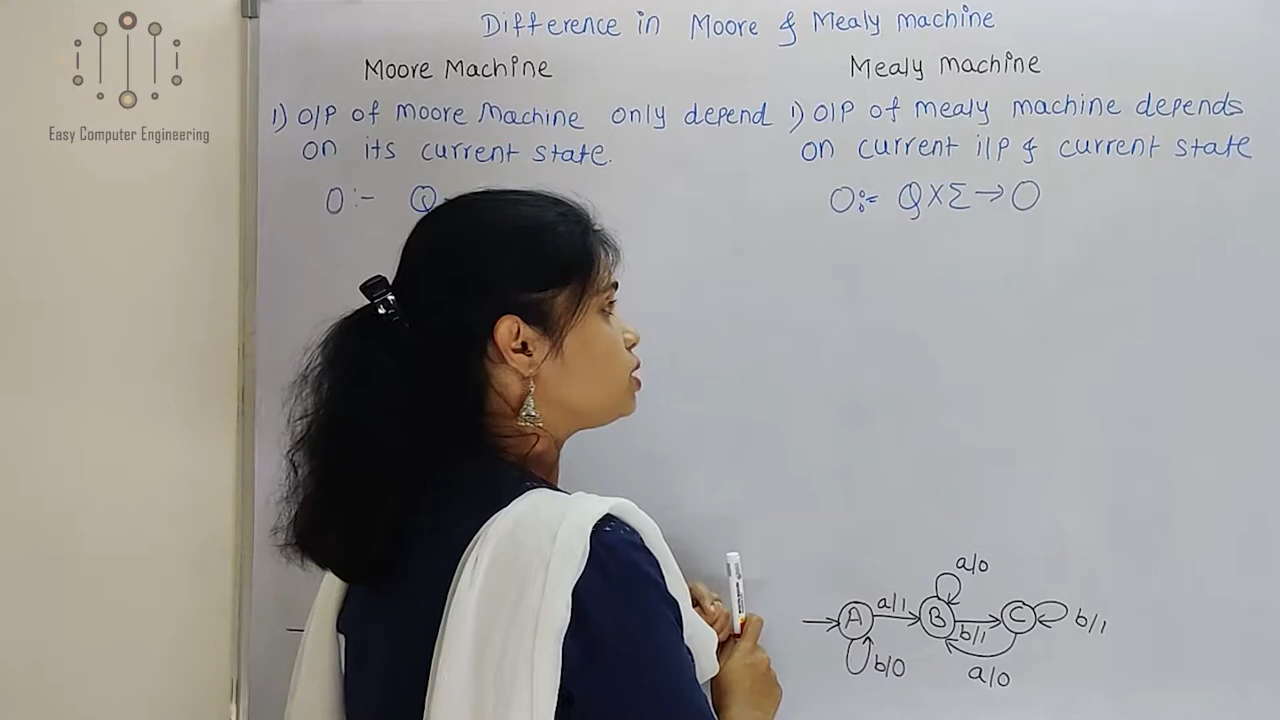 Easy Computer Engineering
Difference in Moore & Mealy machine
Moore Machine
1) O/P of moore Machine only depend
on its current state.
O:- Q
Mealy machine
1) O/P of mealy machine depends
on current i/P & current state
O:= QXΣ→O
a/0
A a/1 B b/1 C b/1
b/0
a/0